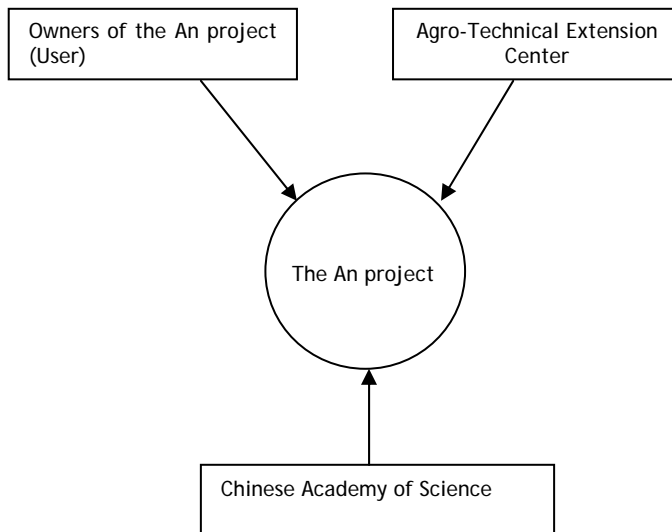 Owners of the An project
(User)
Agro-Technical Extension
Center
The An project
Chinese Academy of Science